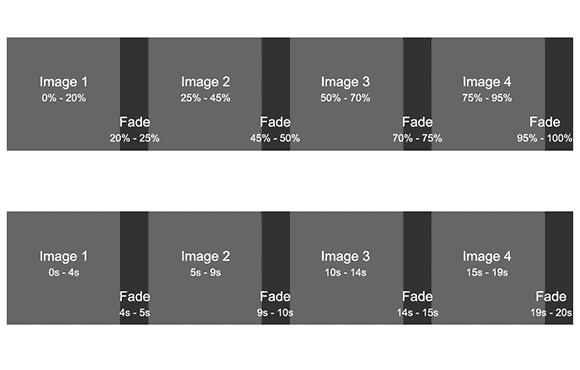 Image 1
0% - 20%
Image 2
25% - 45%
Image 3
50% - 70%
Image 4
75% - 95%
Fade
20% - 25%
Fade
45% - 50%
Fade
70% - 75%
Fade
95% - 100%
Image 1
0s - 4s
Image 2
5s - 9s
Image 3
10s - 14s
Image 4
15s - 19s
Fade
4s - 5s
Fade
9s - 10s
Fade
14s - 15s
Fade
19s - 20s